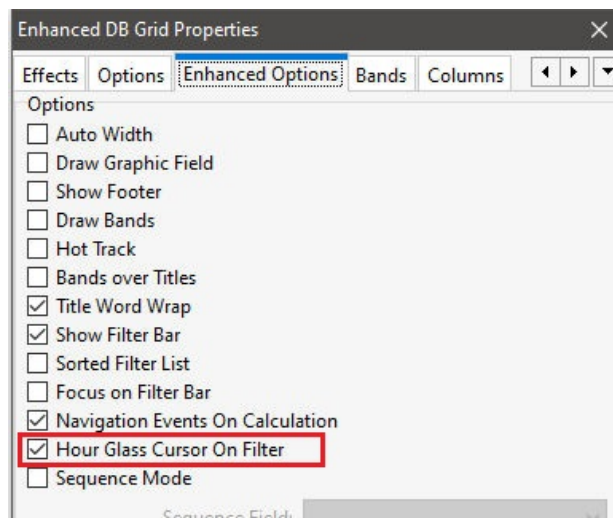 Enhanced DB Grid Properties
Effects Options Enhanced Options Bands Columns
Options
Auto Width
Draw Graphic Field
Show Footer
Draw Bands
Hot Track
Bands over Titles
Title Word Wrap
Show Filter Bar
Sorted Filter List
Focus on Filter Bar
Navigation Events On Calculation
Hour Glass Cursor On Filter
Sequence Mode
Sequence Field: